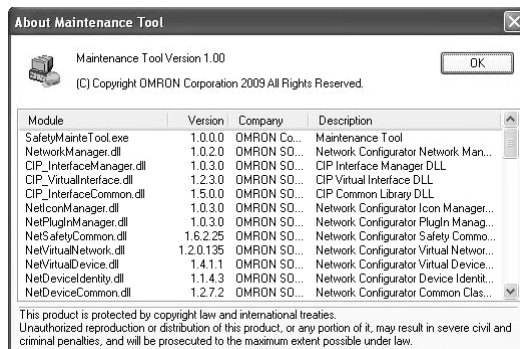 About Maintenance Tool
Maintenance Tool Version 1.00
OK
(C) Copyright OMRON Corporation 2009 All Rights Reserved.
Module Version Company Description
SafetyMainteTool.exe 1.0.0.0 OMRON Co... Maintenance Tool
NetworkManager.dll 1.0.2.0 OMRON SO... Network Configurator Network Man...
CIP_InterfaceManager.dll 1.0.3.0 OMRON SO... CIP Interface Manager DLL
CIP_VirtualInterface.dll 1.2.3.0 OMRON SO... CIP Virtual Interface DLL
CIP_InterfaceCommon.dll 1.5.0.0 OMRON SO... CIP Common Library DLL
NetIconManager.dll 1.0.3.0 OMRON SO... Network Configurator Icon Manager...
NetPlugInManager.dll 1.0.3.0 OMRON SO... Network Configurator PlugIn Manag...
NetSafetyCommon.dll 1.6.2.25 OMRON SO... Network Configurator Safety Commo...
NetVirtualNetwork.dll 1.2.0.135 OMRON SO... Network Configurator Virtual Networ...
NetVirtualDevice.dll 1.4.1.1 OMRON SO... Network Configurator Virtual Device...
NetDeviceIdentity.dll 1.1.4.3 OMRON SO... Network Configurator Device Identit...
NetDeviceCommon.dll 1.2.7.2 OMRON SO... Network Configurator Common Clas...
This product is protected by copyright law and international treaties.
Unauthorized reproduction or distribution of this product, or any portion of it, may result in severe civil and
criminal penalties, and will be prosecuted to the maximum extent possible under law.